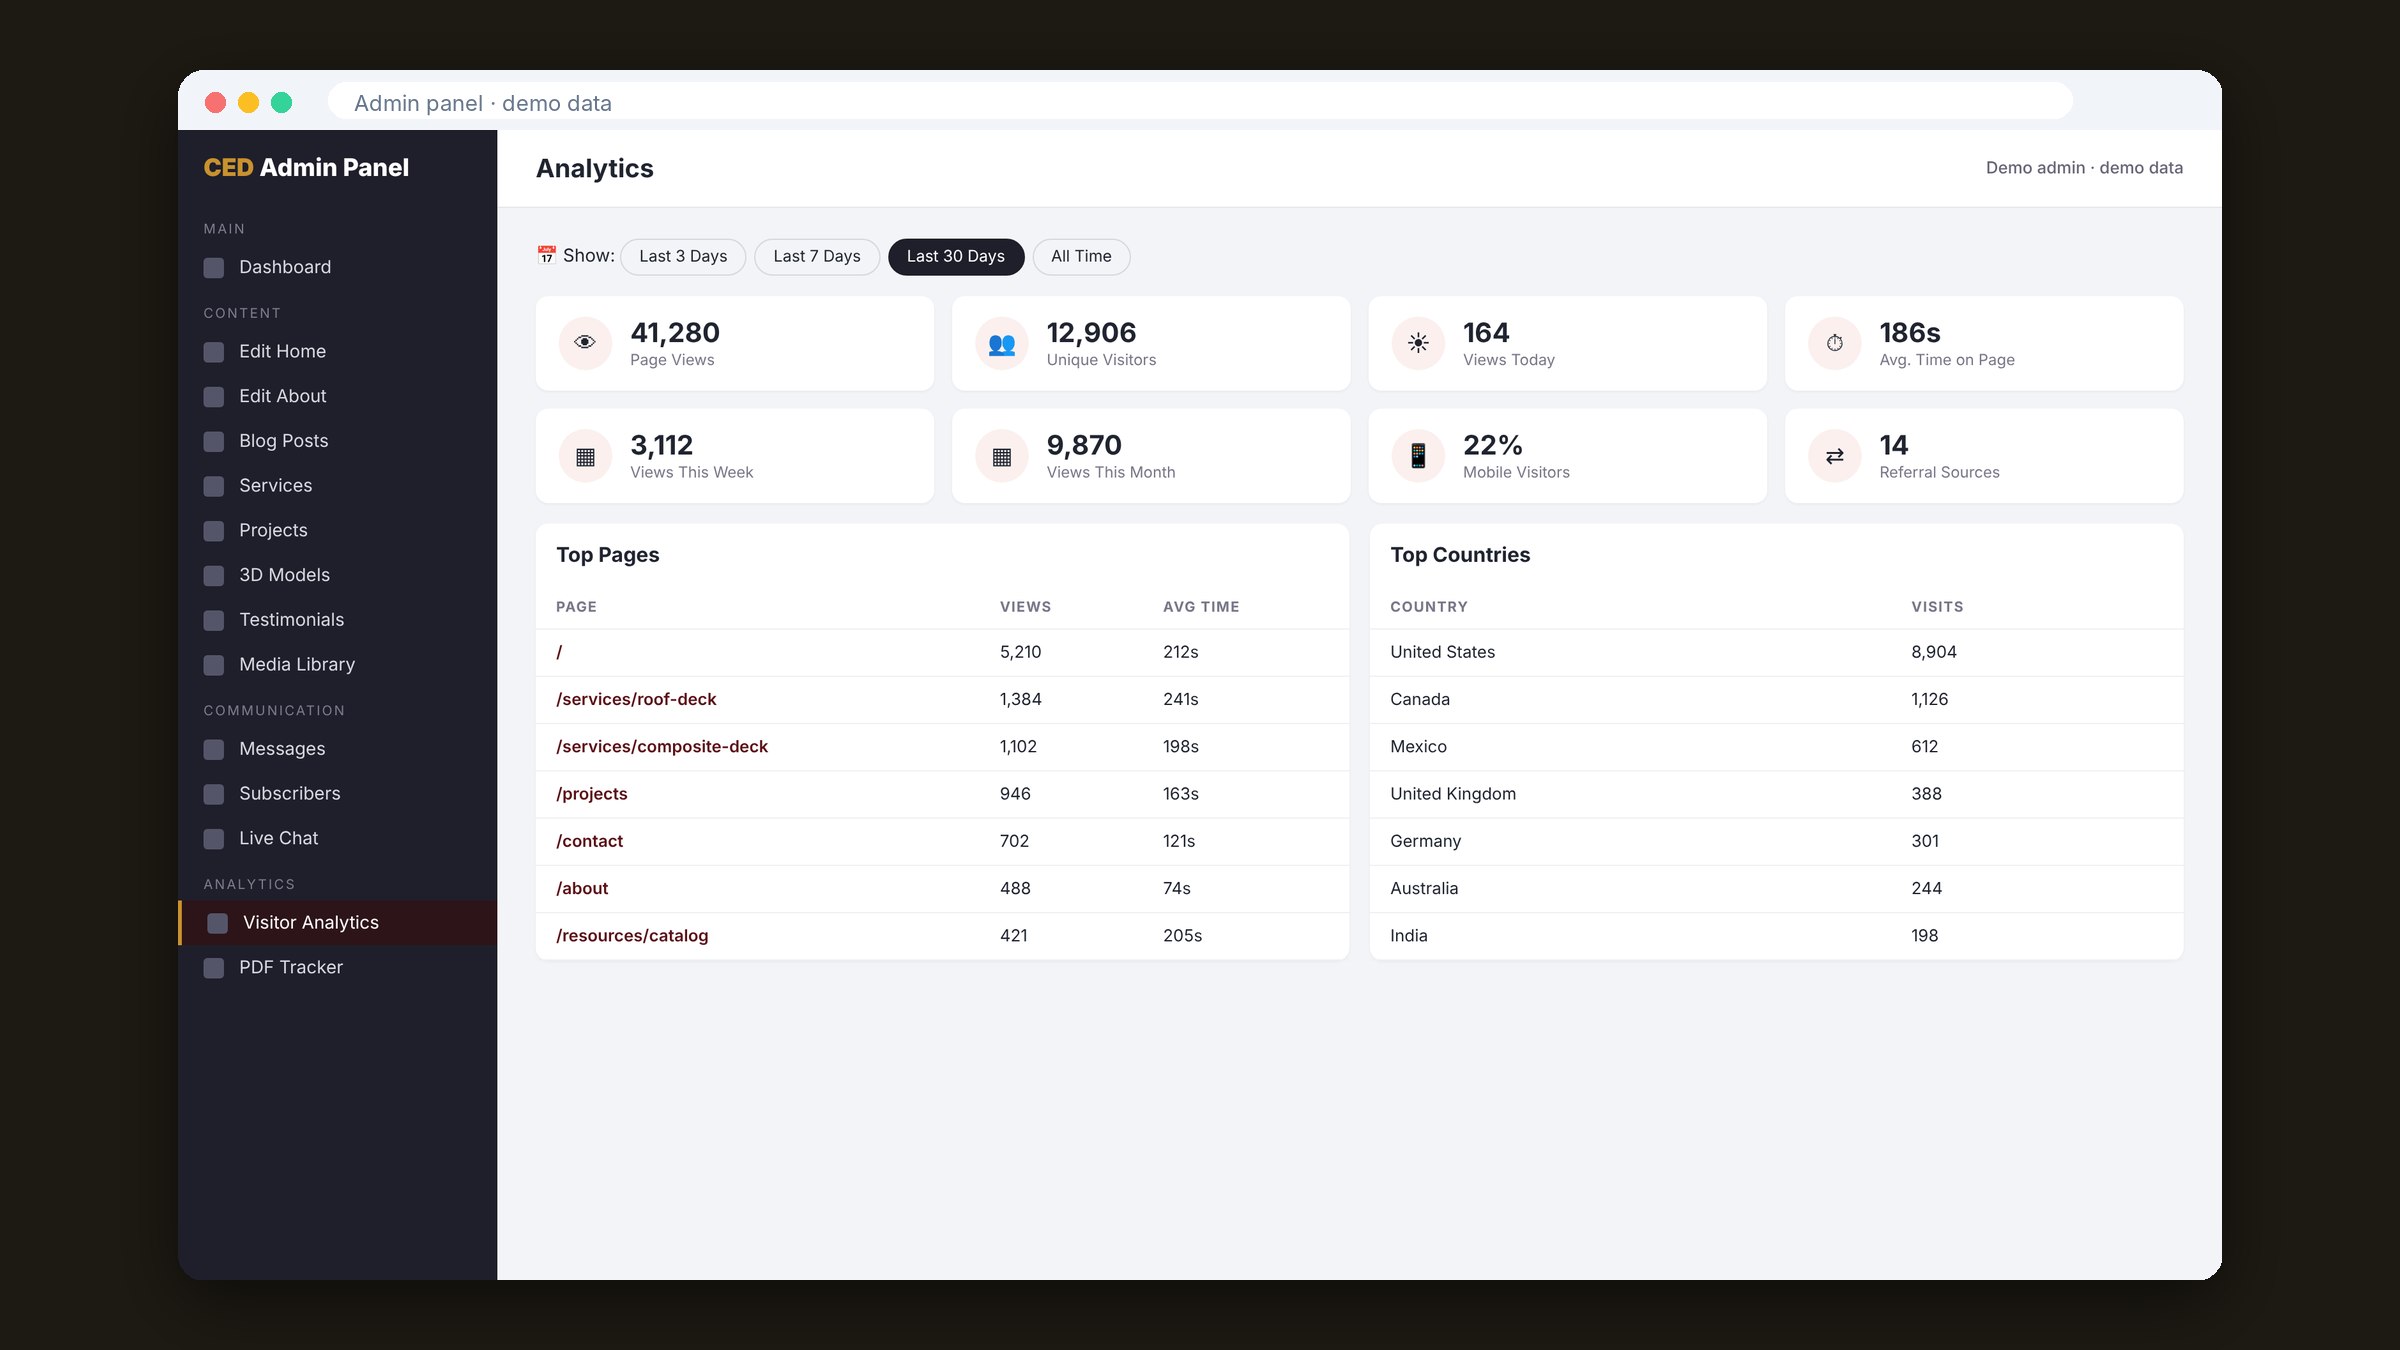 Admin panel · demo data
CED Admin Panel
MAIN
Dashboard
CONTENT
Edit Home
Edit About
Blog Posts
Services
Projects
3D Models
Testimonials
Media Library
COMMUNICATION
Messages
Subscribers
Live Chat
ANALYTICS
Visitor Analytics
PDF Tracker
Analytics
Demo admin · demo data
Show: Last 3 Days Last 7 Days Last 30 Days All Time
41,280
Page Views
12,906
Unique Visitors
164
Views Today
186s
Avg. Time on Page
3,112
Views This Week
9,870
Views This Month
22%
Mobile Visitors
14
Referral Sources
Top Pages
PAGE VIEWS AVG TIME
/ 5,210 212s
/services/roof-deck 1,384 241s
/services/composite-deck 1,102 198s
/projects 946 163s
/contact 702 121s
/about 488 74s
/resources/catalog 421 205s
Top Countries
COUNTRY VISITS
United States 8,904
Canada 1,126
Mexico 612
United Kingdom 388
Germany 301
Australia 244
India 198